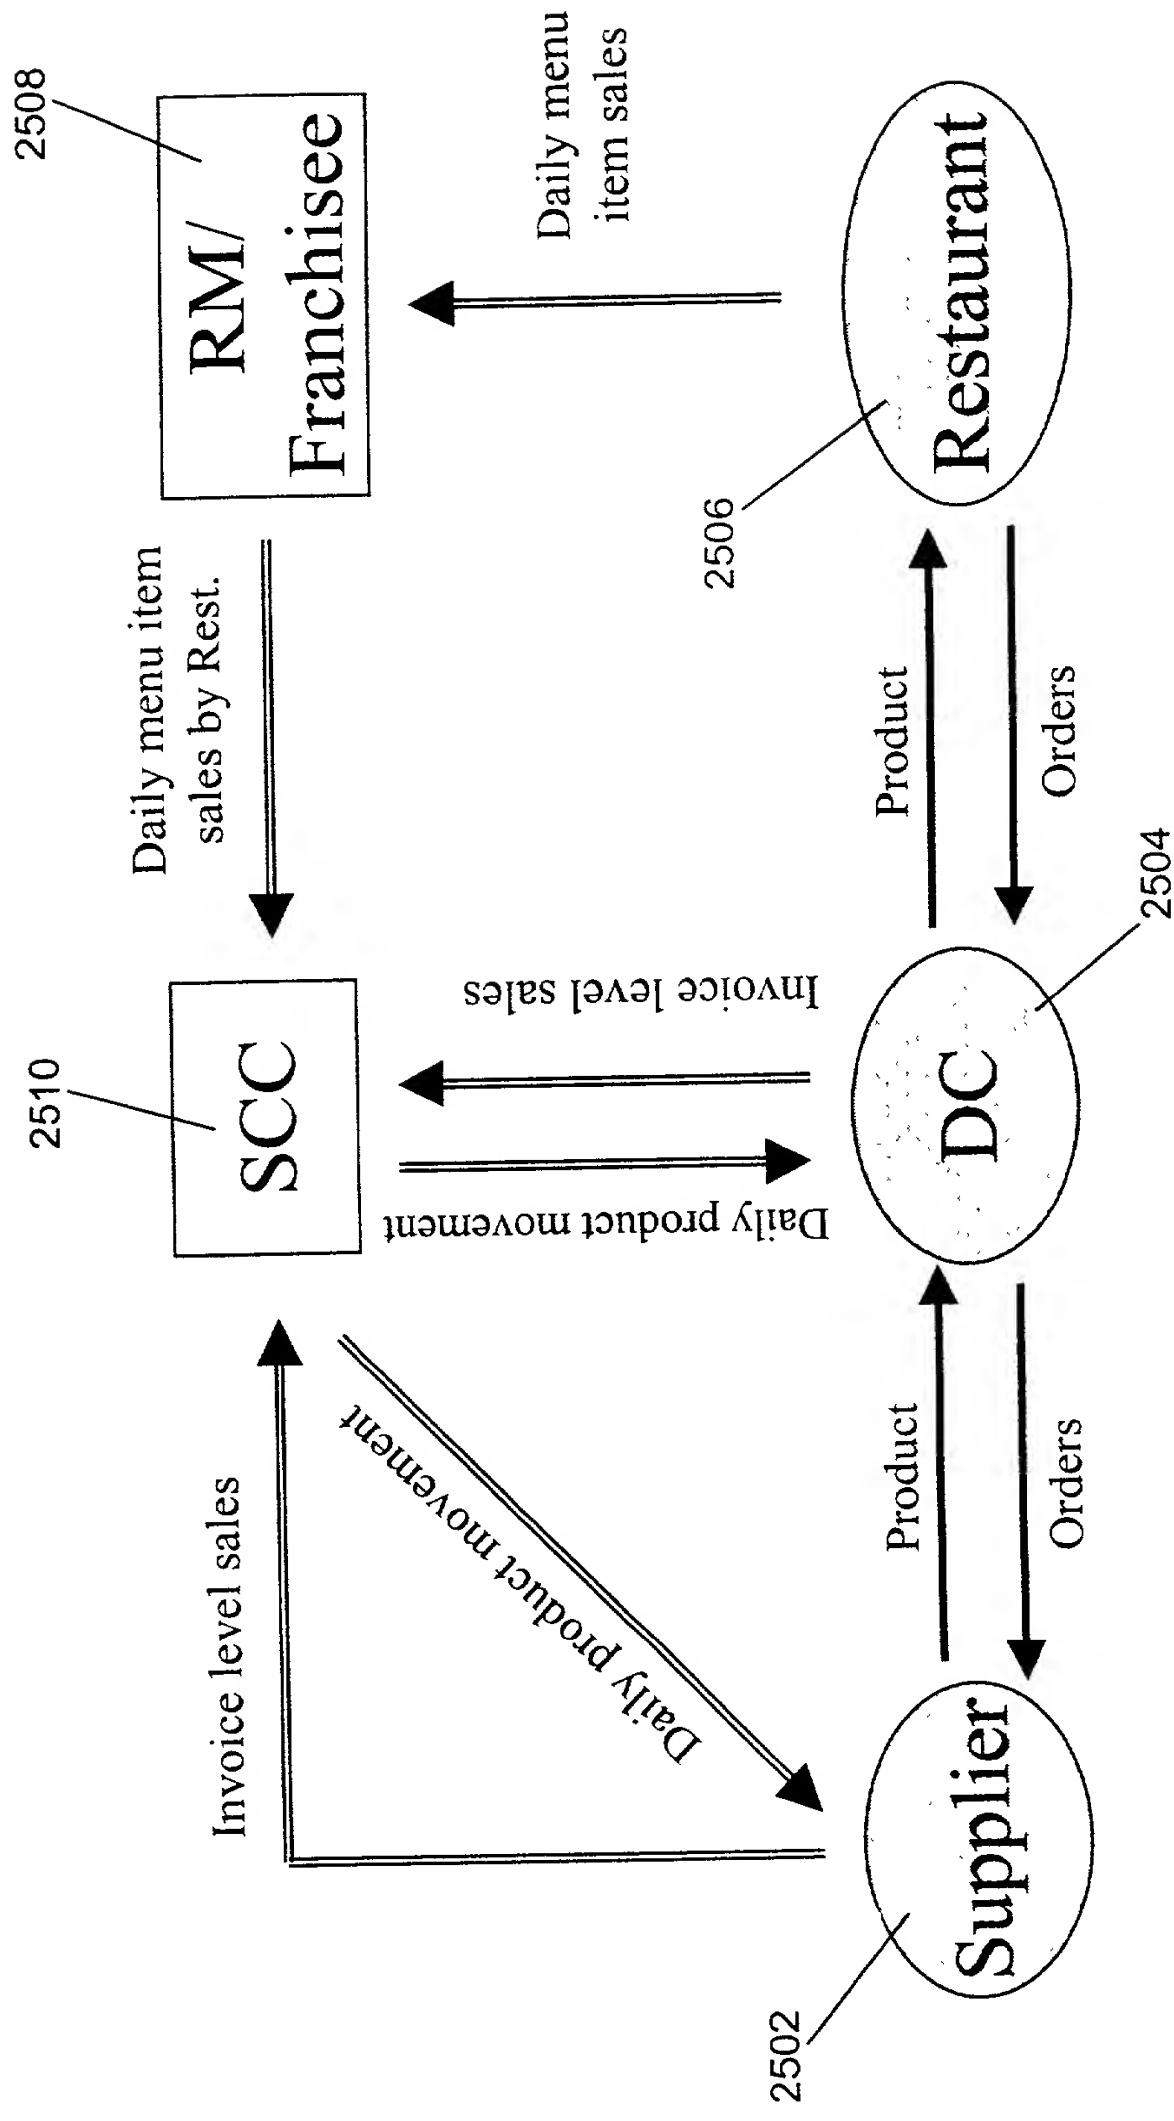 2510
2508
Invoice level sales
Daily menu item
sales by Rest.
SCC
RM/
Franchisee
Daily product movement
Daily product movement
Invoice level sales
Daily menu
item sales
2502
2506
Product
Product
Supplier
DC
Restaurant
Orders
Orders
2504